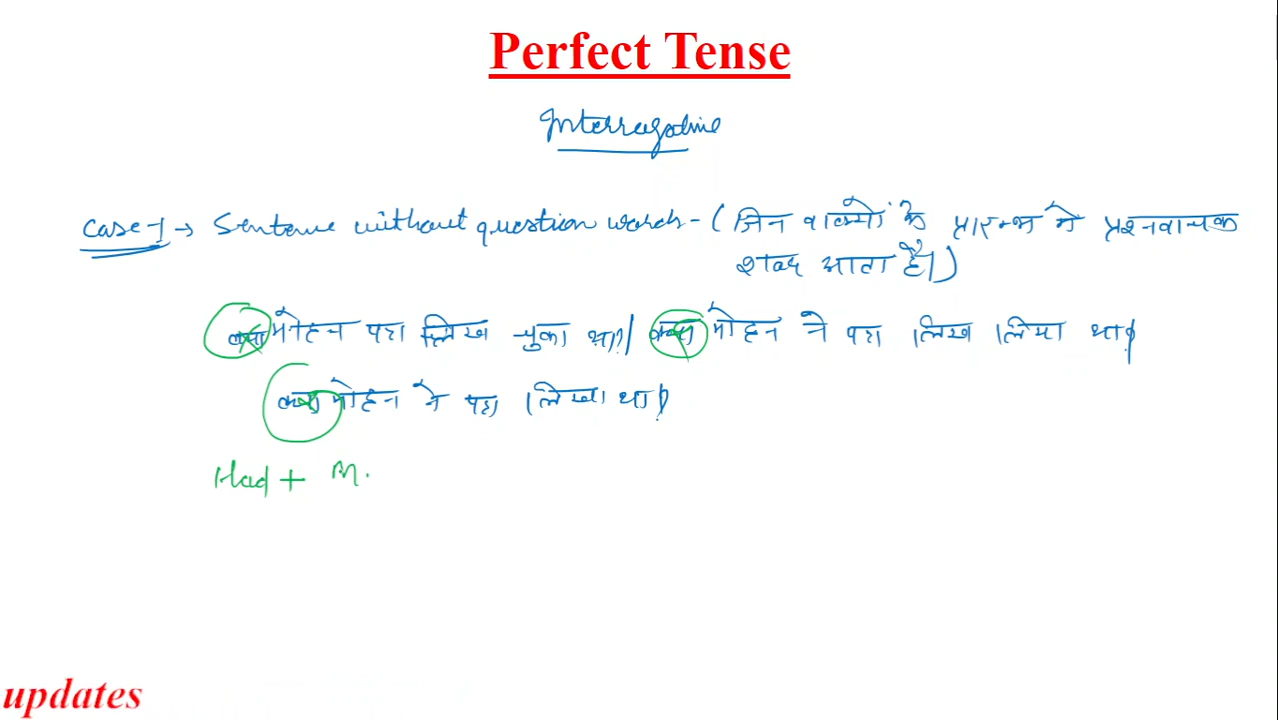 Perfect Tense
Interrogative
Case-1 → Sentence without question words - ( जिन वाक्यो के प्रारम्भ मे प्रश्नवाचक
शब्द आता है। )
क्या मोहन पत्र लिख चुका था? / क्या मोहन ने पत्र लिख लिया था?
क्या मोहन ने पत्र लिखा था?
Had + M.
updates